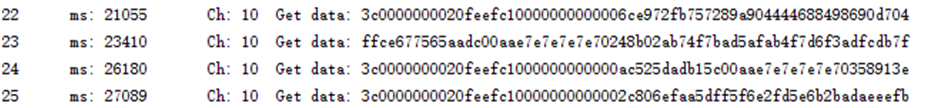 22 ms: 21055 Ch: 10 Get data: 3c0000000020feefc10000000000006ce972fb757289a904444688498690d704
23 ms: 23410 Ch: 10 Get data: ffce677565aadc00aae7e7e7e7e70248b02ab74f7bad5afab4f7d6f3adfcdb7f
24 ms: 26180 Ch: 10 Get data: 3c0000000020feefc1000000000000ac525dadb15c00aae7e7e7e7e70358913e
25 ms: 27089 Ch: 10 Get data: 3c0000000020feefc10000000000002c806efaa5dff5f6e2fd5e6b2badaeeefb